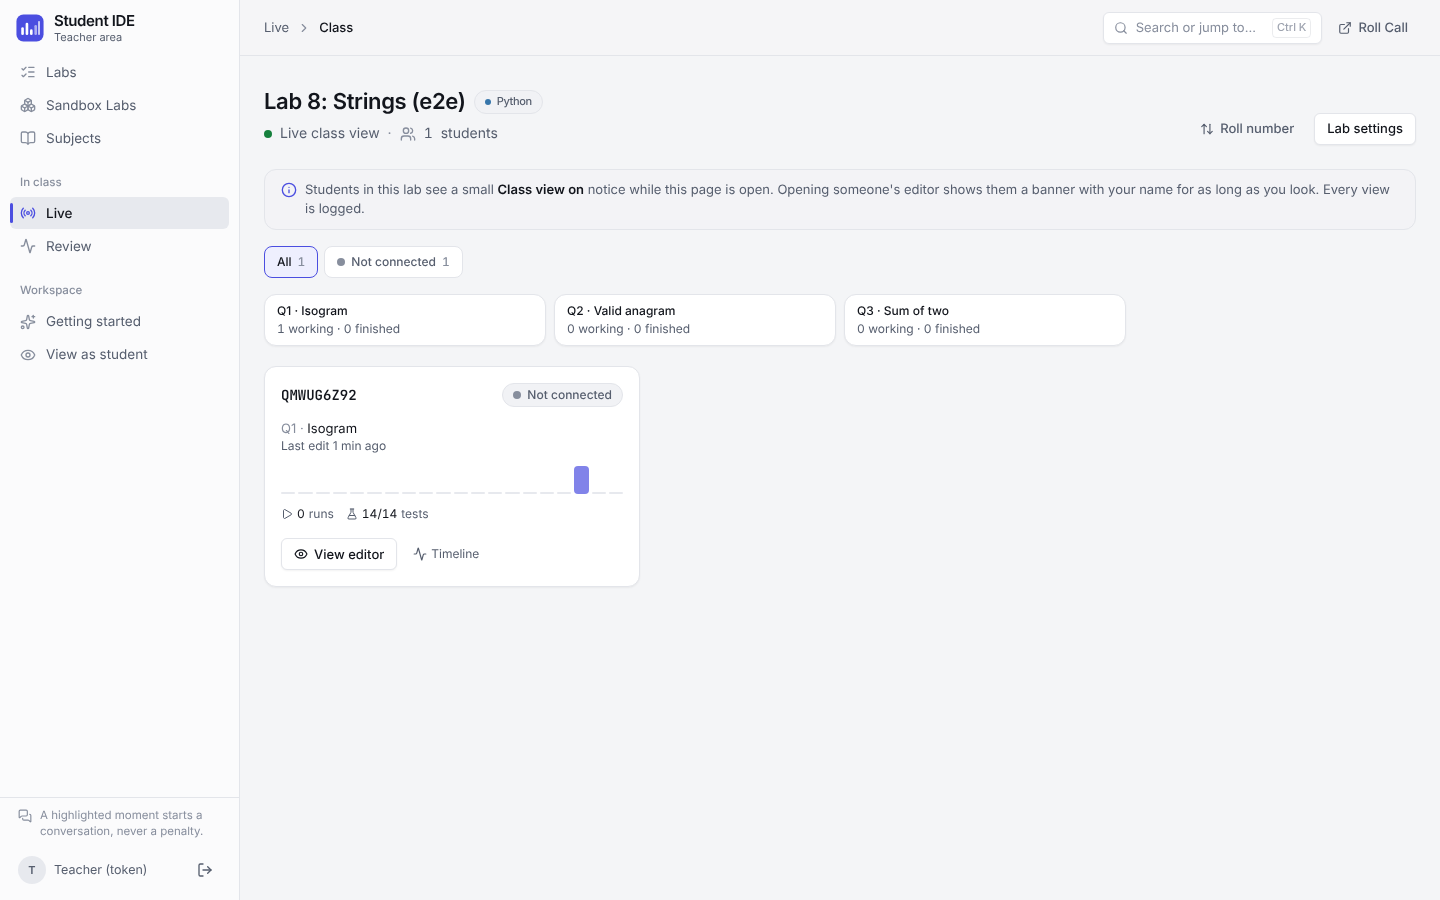 Student IDE
Teacher area
Labs
Sandbox Labs
Subjects
In class
Live
Review
Workspace
Getting started
View as student
A highlighted moment starts a
conversation, never a penalty.
T Teacher (token)
Live > Class
Search or jump to... Ctrl K
Roll Call
Lab 8: Strings (e2e) Python
Live class view · 1 students
Roll number
Lab settings
Students in this lab see a small Class view on notice while this page is open. Opening someone's editor shows them a banner with your name for as long as you look. Every view
is logged.
All 1 Not connected 1
Q1 · Isogram
1 working · 0 finished
Q2 · Valid anagram
0 working · 0 finished
Q3 · Sum of two
0 working · 0 finished
QMWUG6Z92 Not connected
Q1 · Isogram
Last edit 1 min ago
0 runs 14/14 tests
View editor Timeline